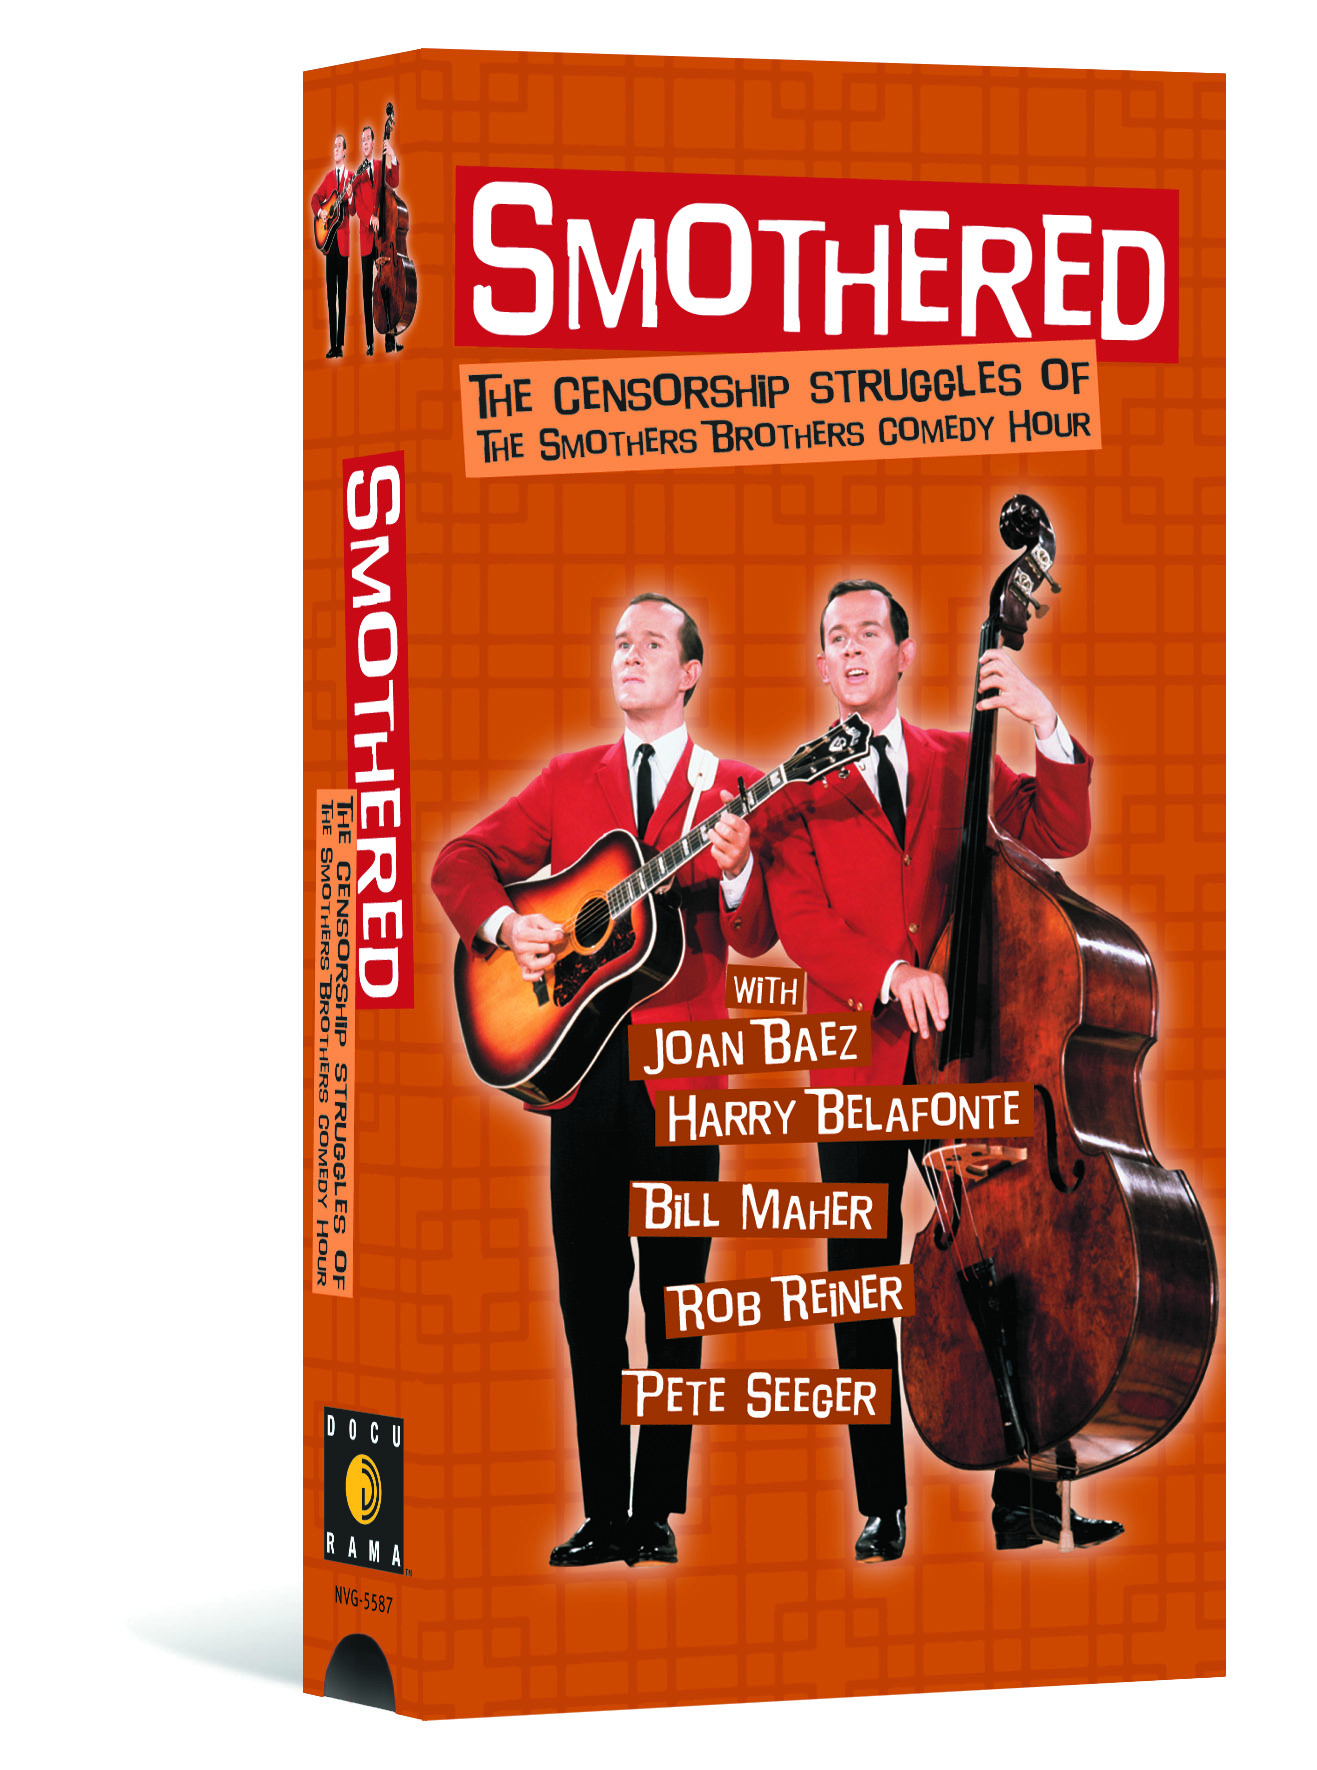 SMOTHERED
THE CENSORSHiP STRUGGLES OF
THE SMOTHERS BROTHERS COMEDY HOUR
WiTH
JOAN BAEZ
HARRY BELAFONTE
BiLL MAHER
ROB REiNER
PETE SEEGER
SMOTHERED
THE CENSORSHiP STRUGGLES OF
THE SMOTHERS BROTHERS COMEDY HOUR
DOCU
RAMA™
NVG-5587